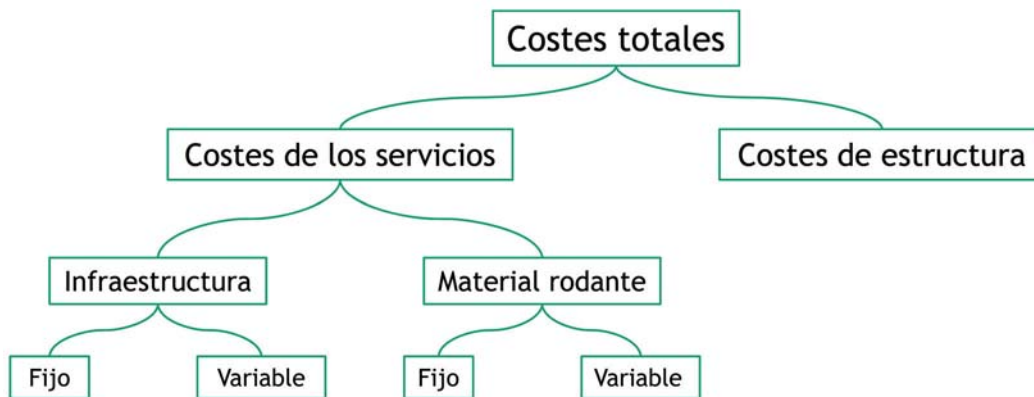 Costes totales
Costes de los servicios
Costes de estructura
Infraestructura
Material rodante
Fijo
Variable
Fijo
Variable